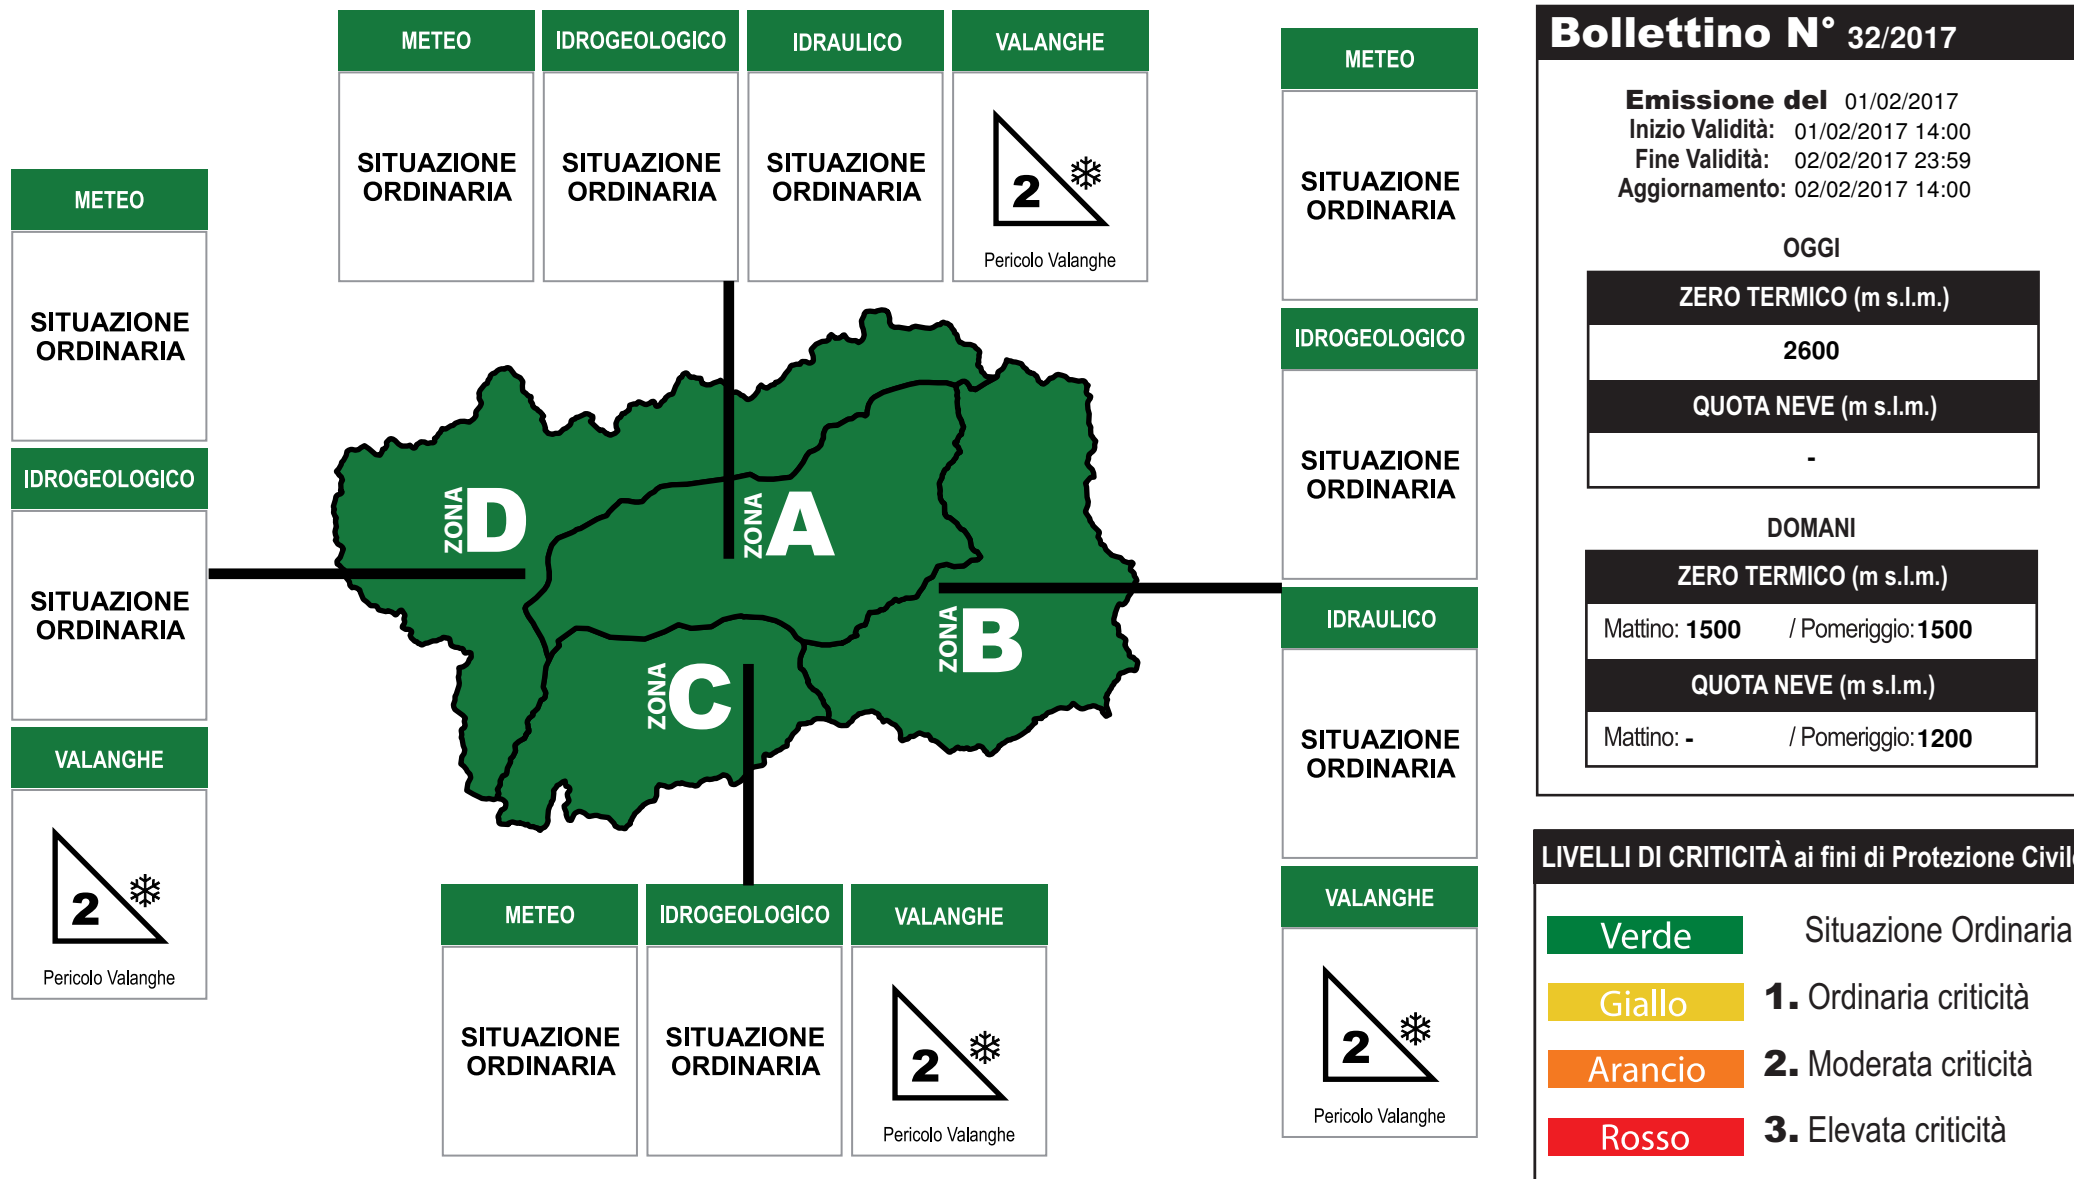 METEO
SITUAZIONE
ORDINARIA
IDROGEOLOGICO
SITUAZIONE
ORDINARIA
IDRAULICO
SITUAZIONE
ORDINARIA
VALANGHE
2
Pericolo Valanghe
METEO
SITUAZIONE
ORDINARIA
IDROGEOLOGICO
SITUAZIONE
ORDINARIA
VALANGHE
2
Pericolo Valanghe
ZONA D
ZONA A
ZONA B
ZONA C
METEO
SITUAZIONE
ORDINARIA
IDROGEOLOGICO
SITUAZIONE
ORDINARIA
VALANGHE
2
Pericolo Valanghe
METEO
SITUAZIONE
ORDINARIA
IDROGEOLOGICO
SITUAZIONE
ORDINARIA
IDRAULICO
SITUAZIONE
ORDINARIA
VALANGHE
2
Pericolo Valanghe
Bollettino N° 32/2017
Emissione del 01/02/2017
Inizio Validità: 01/02/2017 14:00
Fine Validità: 02/02/2017 23:59
Aggiornamento: 02/02/2017 14:00
OGGI
ZERO TERMICO (m s.l.m.)
2600
QUOTA NEVE (m s.l.m.)
-
DOMANI
ZERO TERMICO (m s.l.m.)
Mattino: 1500 / Pomeriggio: 1500
QUOTA NEVE (m s.l.m.)
Mattino: - / Pomeriggio: 1200
LIVELLI DI CRITICITÀ ai fini di Protezione Civil
Verde Situazione Ordinaria
Giallo 1. Ordinaria criticità
Arancio 2. Moderata criticità
Rosso 3. Elevata criticità